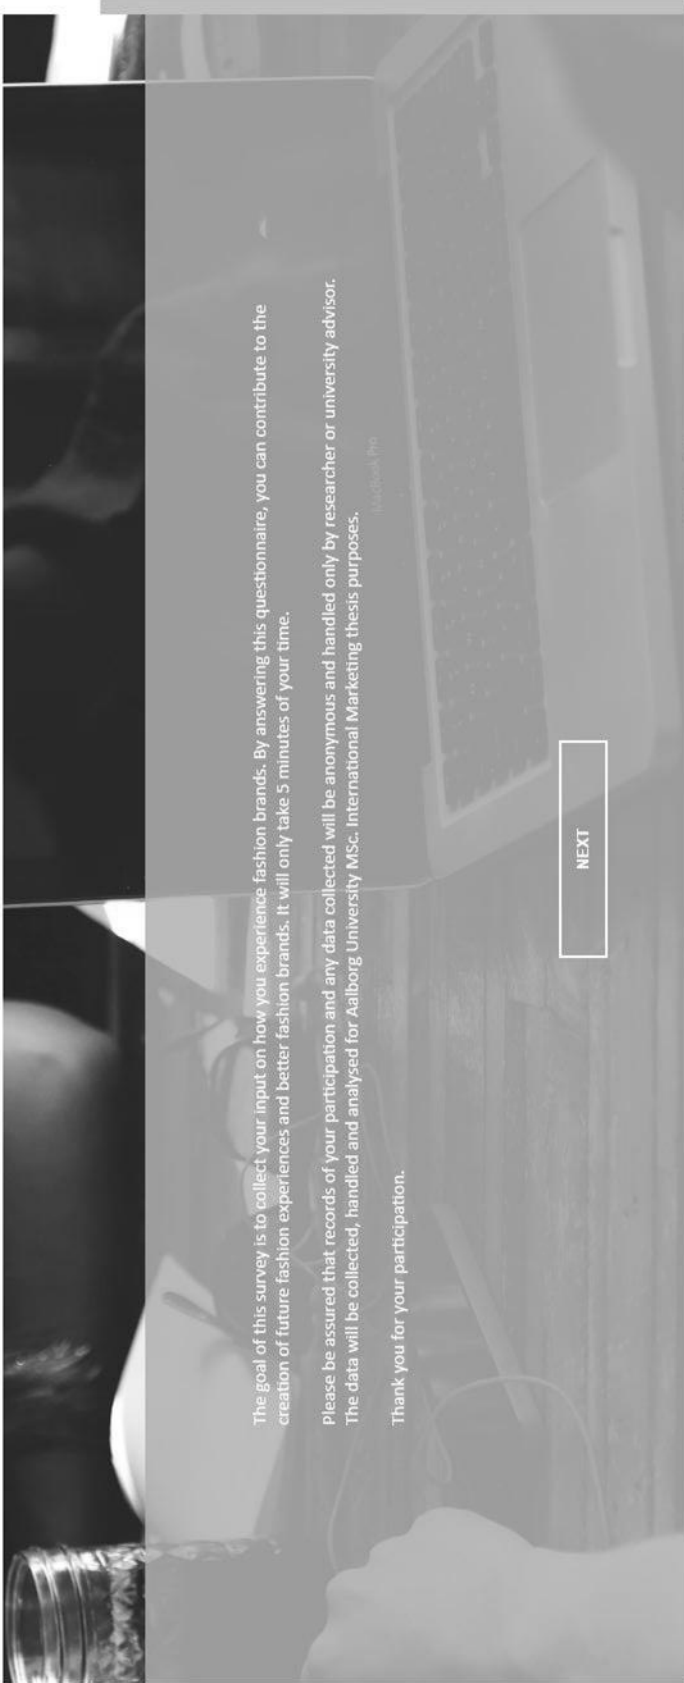 The goal of this survey is to collect your input on how you experience fashion brands. By answering this questionnaire, you can contribute to the
creation of future fashion experiences and better fashion brands. It will only take 5 minutes of your time.
Please be assured that records of your participation and any data collected will be anonymous and handled only by researcher or university advisor.
The data will be collected, handled and analysed for Aalborg University MSc. International Marketing thesis purposes.
Thank you for your participation.
MacBook Pro
NEXT